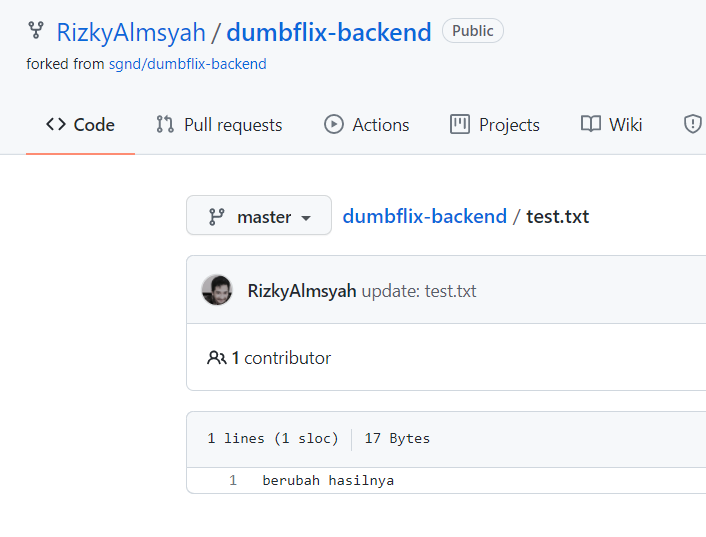 RizkyAlmsyah / dumbflix-backend Public
forked from sgnd/dumbflix-backend
Code Pull requests Actions Projects Wiki
master dumbflix-backend / test.txt
RizkyAlmsyah update: test.txt
1 contributor
1 lines (1 sloc) 17 Bytes
1 berubah hasilnya